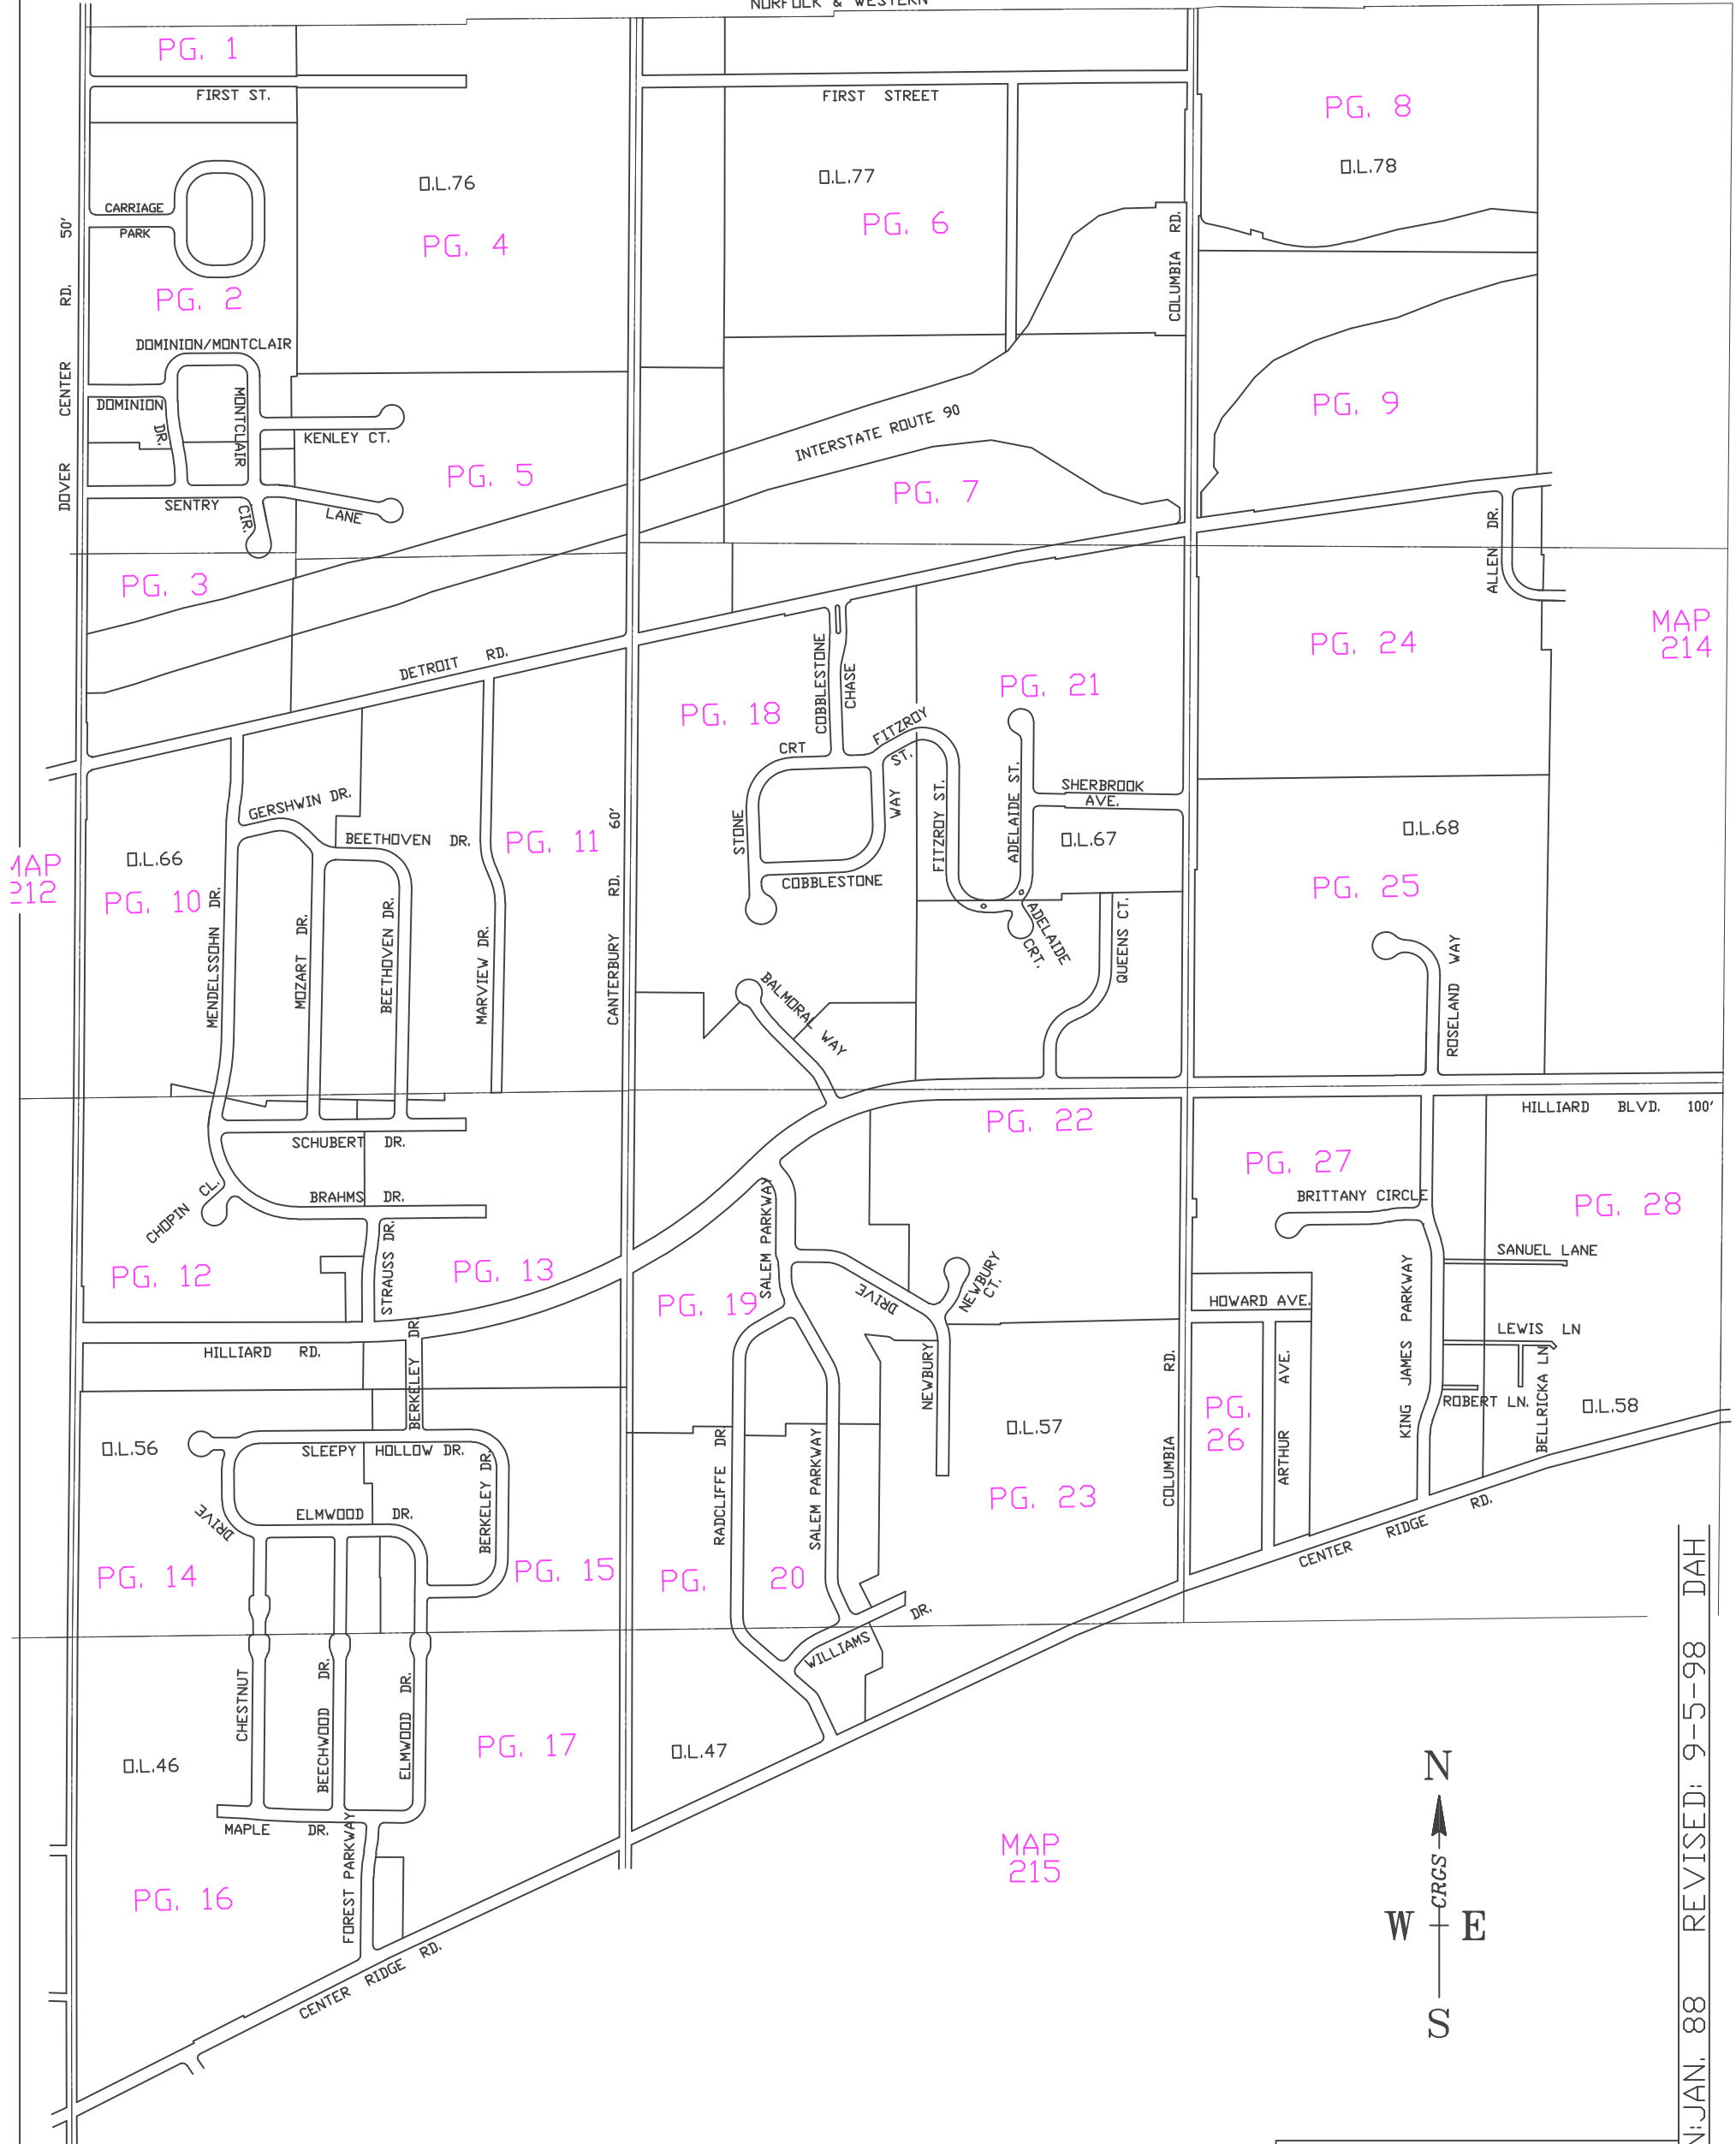 NORFOLK & WESTERN
PG. 1
FIRST ST.
FIRST STREET
PG. 8
O.L.76
O.L.77
O.L.78
CARRIAGE
PARK
PG. 4
PG. 6
COLUMBIA RD.
DOVER CENTER RD. 50'
PG. 2
DOMINION/MONTCLAIR
DOMINION
DR.
MONTCLAIR
CIR.
KENLEY CT.
SENTRY
LANE
PG. 5
INTERSTATE ROUTE 90
PG. 7
PG. 9
PG. 3
ALLEN DR.
DETROIT RD.
PG. 24
MAP
214
PG. 18
COBBLESTONE
CHASE
PG. 21
CRT
FITZROY
ST.
STONE
WAY
COBBLESTONE
FITZROY ST.
ADELAIDE ST.
SHERBROOK
AVE.
O.L.67
O.L.68
PG. 25
GERSHWIN DR.
BEETHOVEN DR.
PG. 11
O.L.66
PG. 10
MAP
212
MENDELSSOHN DR.
MOZART DR.
BEETHOVEN DR.
MARVIEW DR.
CANTERBURY RD. 60'
ADELAIDE
CRT.
QUEENS CT.
ROSELAND WAY
BALMORAL WAY
PG. 22
HILLIARD BLVD. 100'
SCHUBERT DR.
CHOPIN CL.
BRAHMS DR.
STRAUSS DR.
PG. 12
PG. 13
PG. 19
SALEM PARKWAY
DRIVE
NEWBURY
CT.
NEWBURY
PG. 27
BRITTANY CIRCLE
PG. 28
SANUEL LANE
HOWARD AVE.
KING JAMES PARKWAY
LEWIS LN
ROBERT LN.
BELLRICKA LN
O.L.58
HILLIARD RD.
BERKELEY DR.
O.L.56
SLEEPY HOLLOW DR.
DRIVE
ELMWOOD DR.
BERKELEY DR.
PG. 14
PG. 15
RADCLIFFE DR.
SALEM PARKWAY
PG. 20
O.L.57
PG. 23
COLUMBIA RD.
PG.
26
ARTHUR AVE.
CENTER RIDGE RD.
WILLIAMS DR.
CHESTNUT
BEECHWOOD DR.
ELMWOOD DR.
PG. 17
O.L.46
O.L.47
MAPLE DR.
FOREST PARKWAY
PG. 16
CENTER RIDGE RD.
MAP
215
N
CRGS
W E
S
N:JAN. 88 REVISED: 9-5-98 DAH